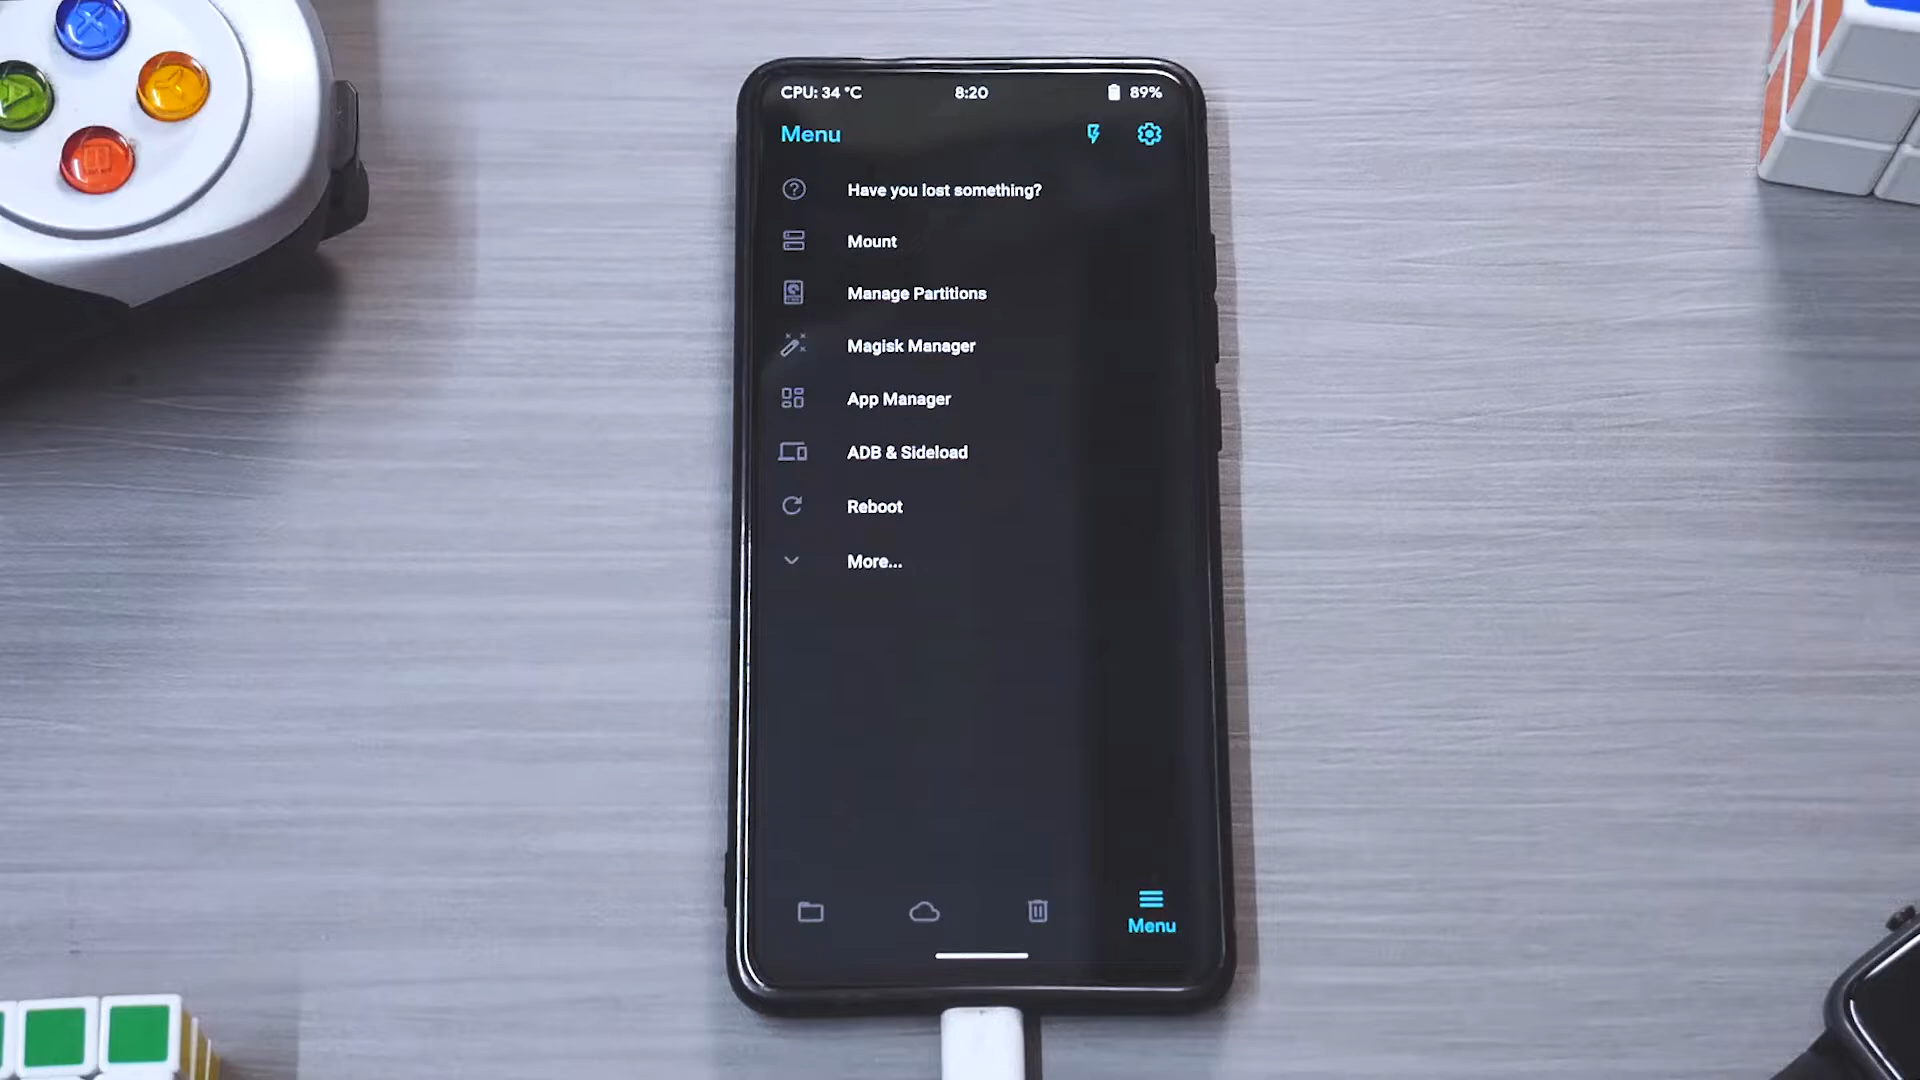 CPU: 34 °C 8:20 89%
Menu
Have you lost something?
Mount
Manage Partitions
Magisk Manager
App Manager
ADB & Sideload
Reboot
More...
Menu